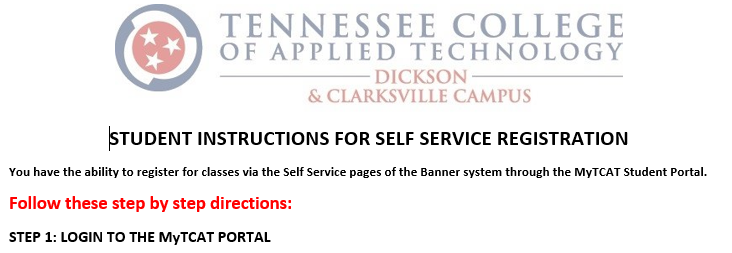 TENNESSEE COLLEGE
OF APPLIED TECHNOLOGY
DICKSON
& CLARKSVILLE CAMPUS
STUDENT INSTRUCTIONS FOR SELF SERVICE REGISTRATION
You have the ability to register for classes via the Self Service pages of the Banner system through the MyTCAT Student Portal.
Follow these step by step directions:
STEP 1: LOGIN TO THE MyTCAT PORTAL